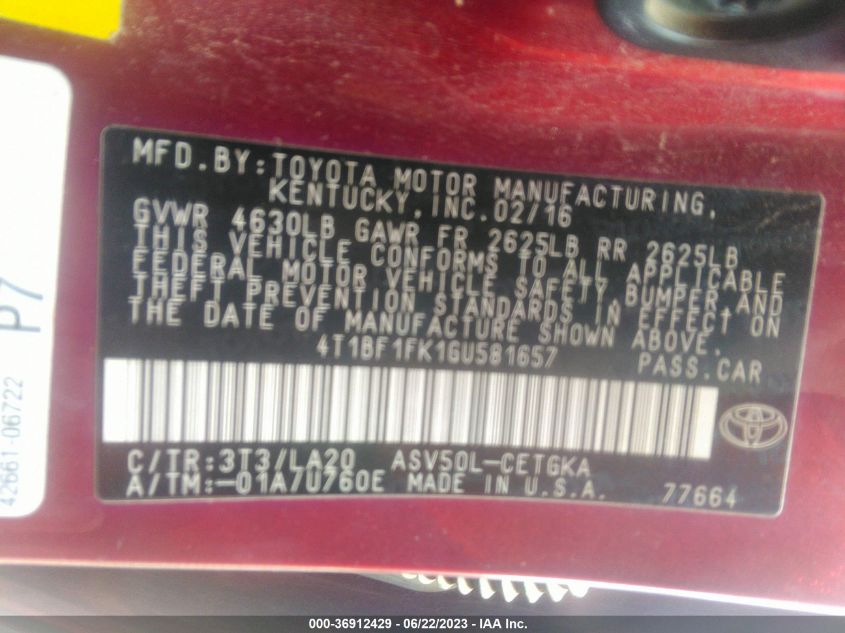 MFD.BY:TOYOTA MOTOR MANUFACTURING,
KENTUCKY,INC.02/16
GVWR 4630LB GAWR FR 2625LB RR 2625LB
THIS VEHICLE CONFORMS TO ALL APPLICABLE
FEDERAL MOTOR VEHICLE SAFETY,BUMPER,AND
THEFT PREVENTION STANDARDS IN EFFECT ON
THE DATE OF MANUFACTURE SHOWN ABOVE.
4T1BF1FK1GU581657 PASS.CAR
C/TR:3T3/LA20 ASV50L-CETGKA
A/TM:-01A7U760E MADE IN U.S.A. 77664
P7
42661-06722
000-36912429 - 06/22/2023 - IAA Inc.